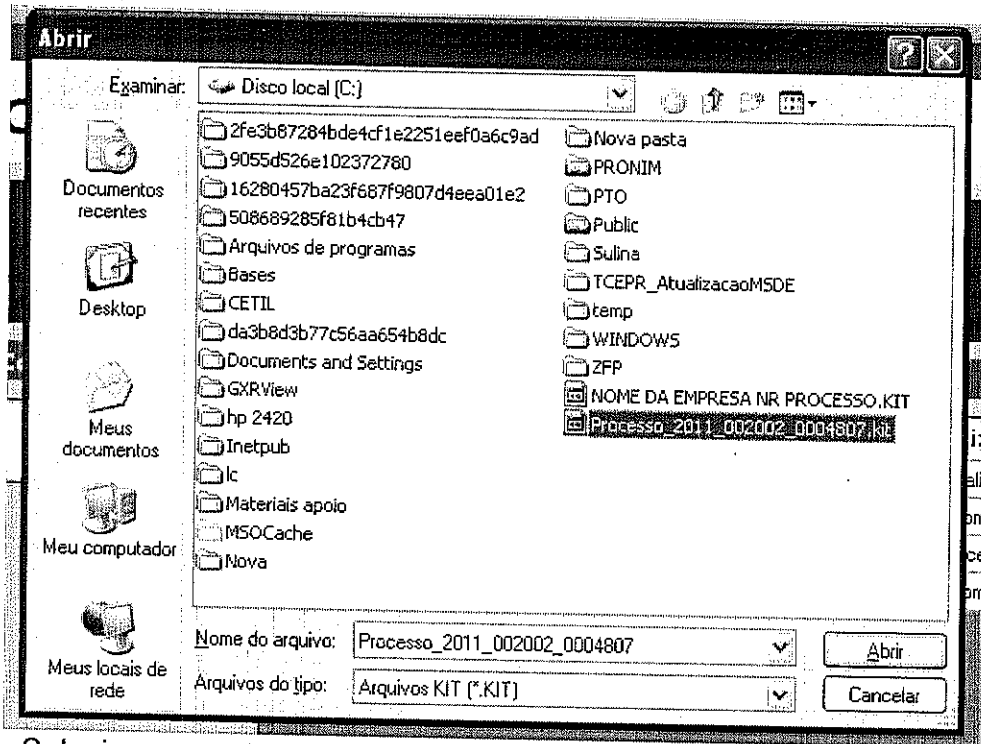 Abrir
Examinar:
Disco local (C:)
Documentos
recentes
Desktop
Meus
documentos
Meu computador
Meus locais de
rede
2fe3b87284bde4cf1e2251eef0a6c9ad
9055d526e102372780
16280457ba23f687f9807d4eea01e2
508689285f81b4cb47
Arquivos de programas
Bases
CETIL
da3b8d3b77c56aa654b8dc
Documents and Settings
GXRView
hp 2420
Inetpub
lc
Materiais apoio
MSOCache
Nova
Nova pasta
PRONIM
PTO
Public
Sulina
TCEPR_AtualizacaoMSDE
temp
WINDOWS
ZFP
NOME DA EMPRESA NR PROCESSO.KIT
Processo_2011_002002_0004807.kit
Nome do arquivo:
Processo_2011_002002_0004807
Abrir
Arquivos do tipo:
Arquivos KIT (*.KIT)
Cancelar